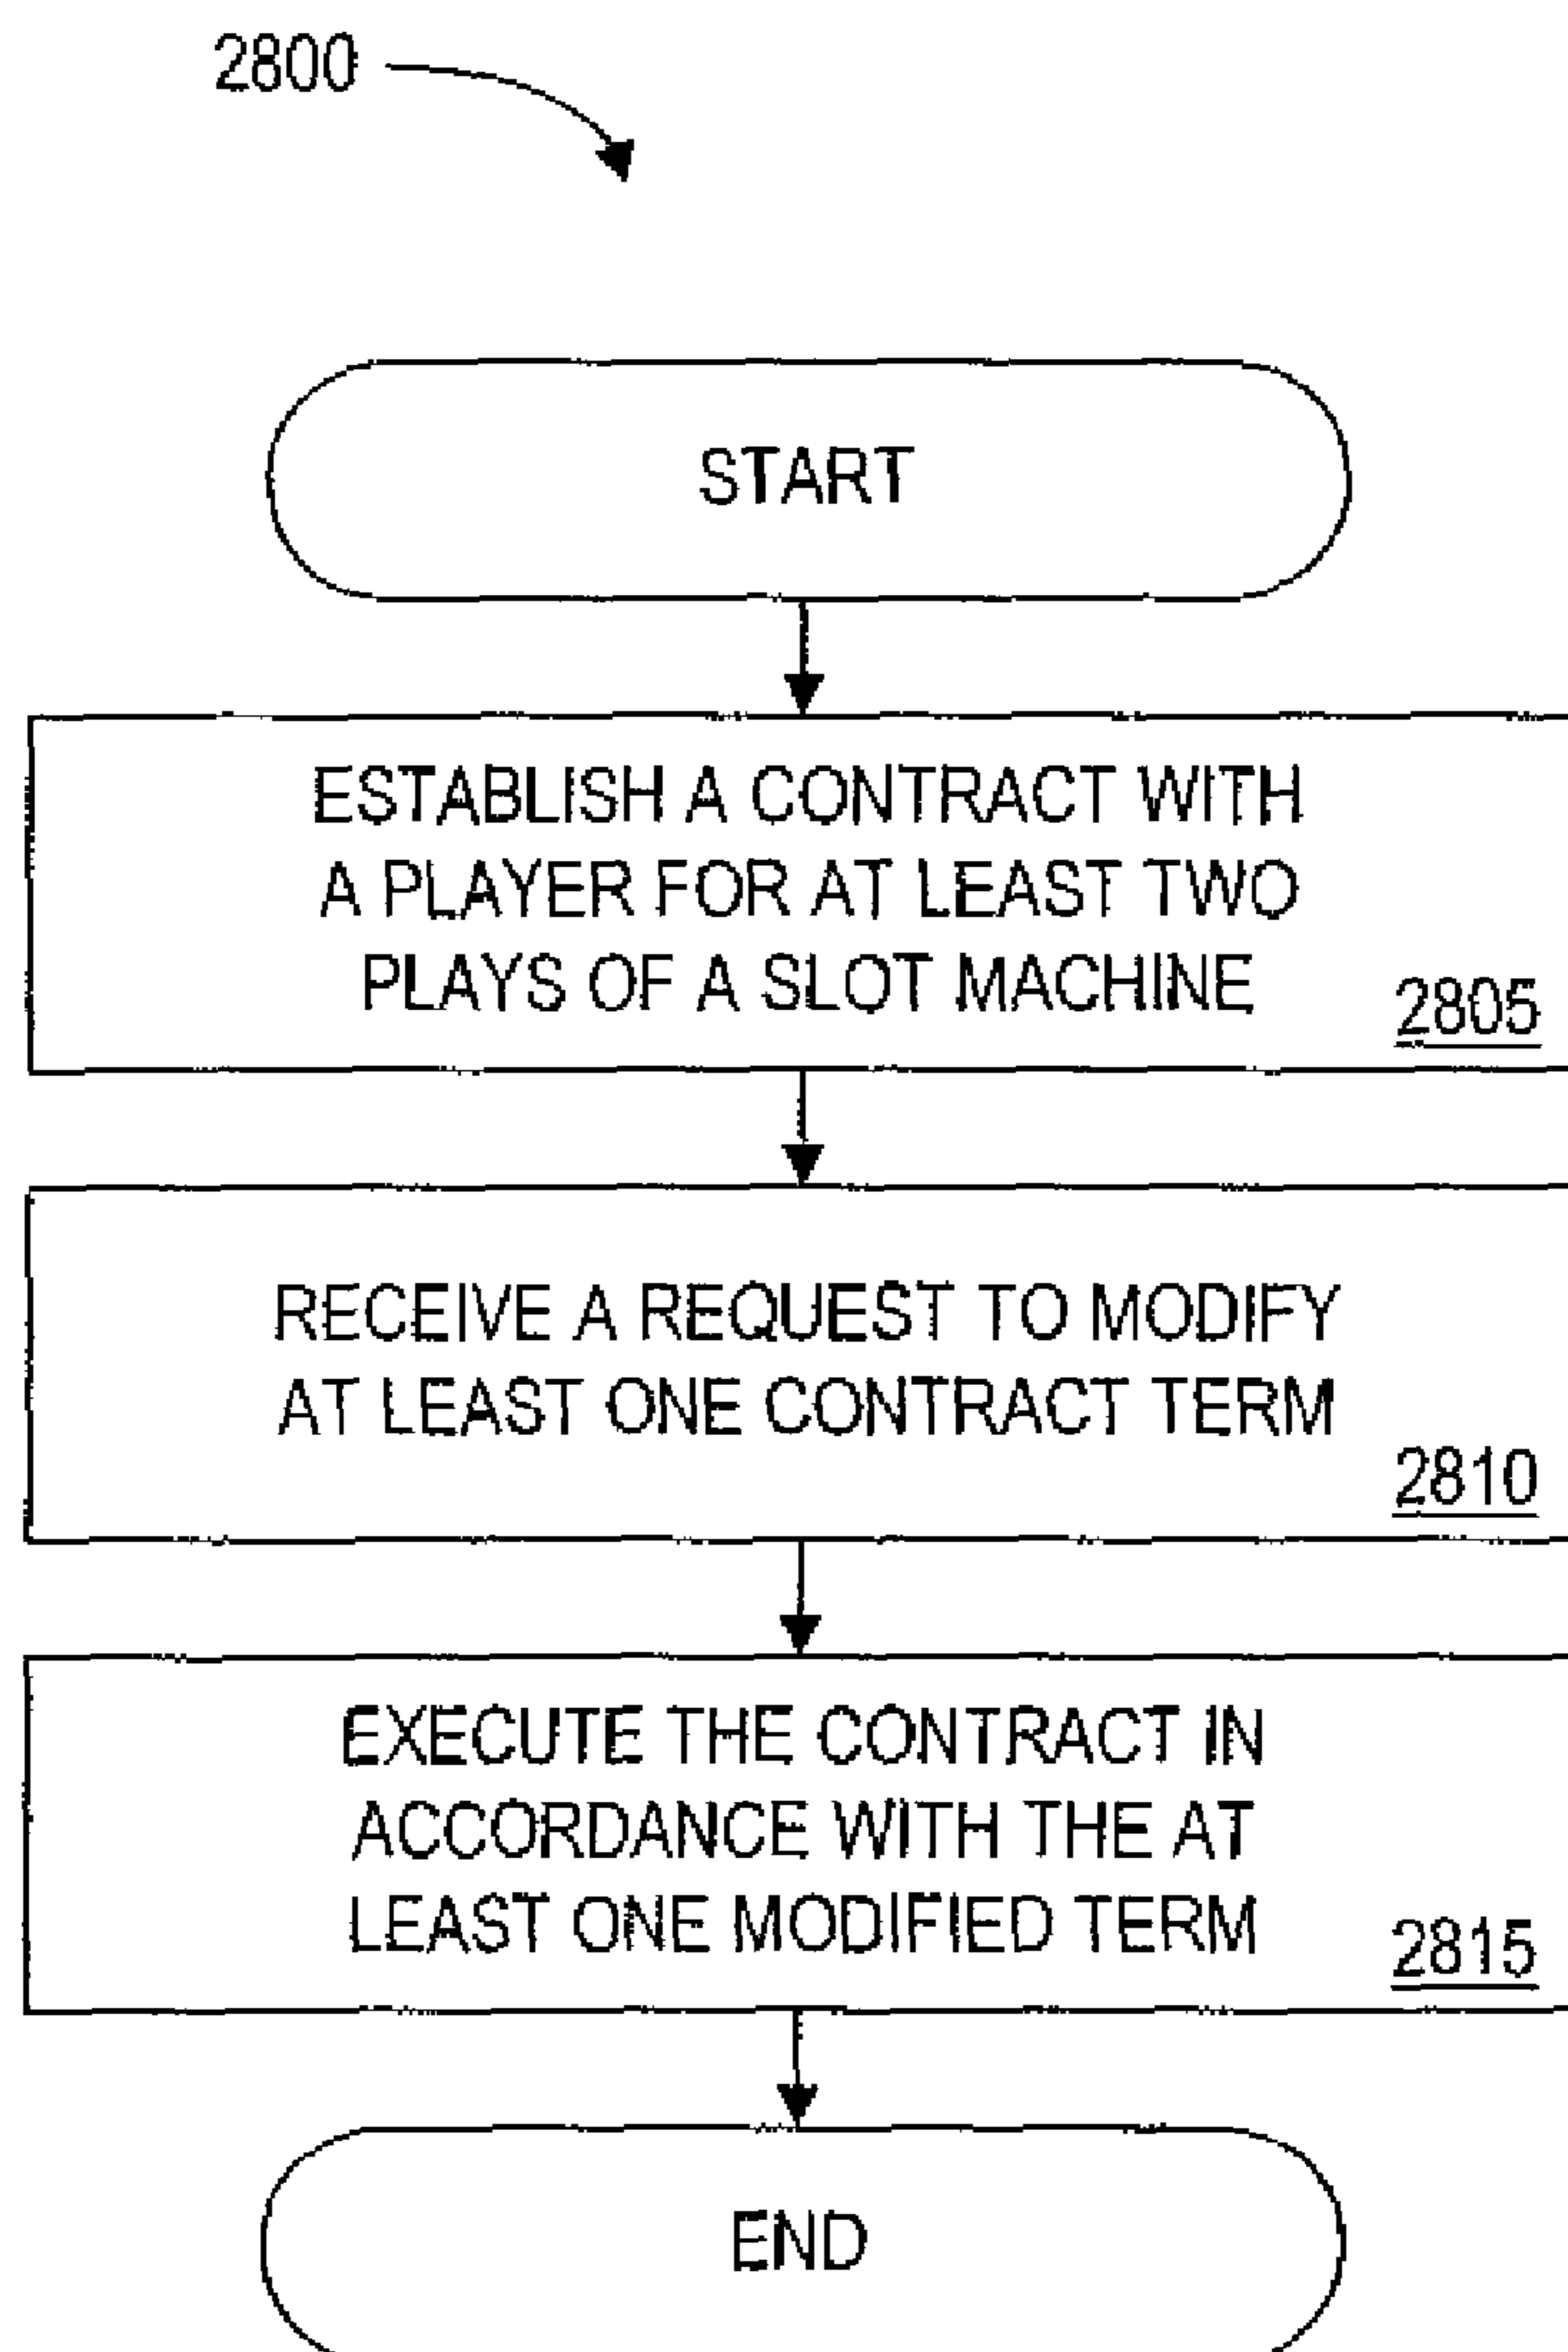 2800
START
ESTABLISH A CONTRACT WITH
A PLAYER FOR AT LEAST TWO
PLAYS OF A SLOT MACHINE
2805
RECEIVE A REQUEST TO MODIFY
AT LEAST ONE CONTRACT TERM
2810
EXECUTE THE CONTRACT IN
ACCORDANCE WITH THE AT
LEAST ONE MODIFIED TERM
2815
END